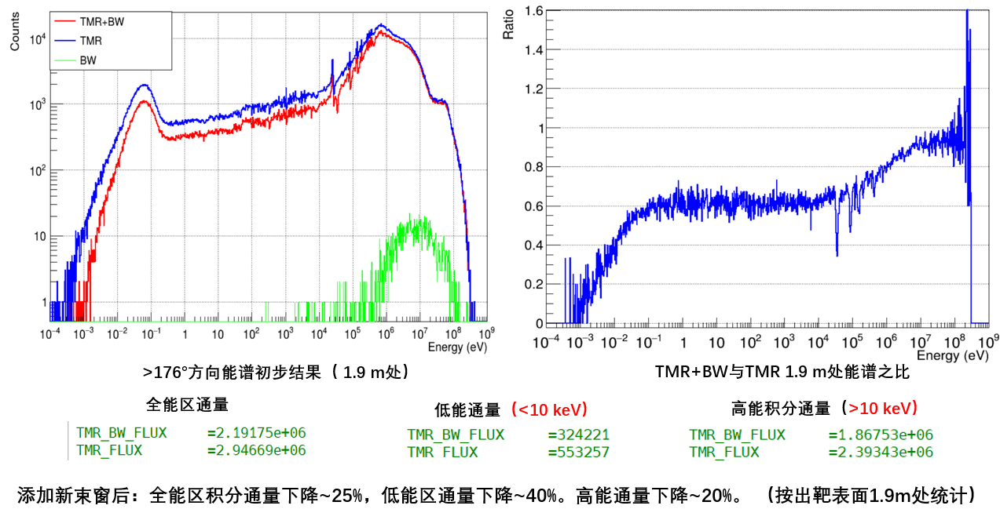 Counts
TMR+BW
TMR
BW
10⁴
10³
10²
10
1
10⁻⁴ 10⁻³ 10⁻² 10⁻¹ 1 10 10² 10³ 10⁴ 10⁵ 10⁶ 10⁷ 10⁸ 10⁹
Energy (eV)
Ratio
1.6
1.4
1.2
1
0.8
0.6
0.4
0.2
0
10⁻⁴ 10⁻³ 10⁻² 10⁻¹ 1 10 10² 10³ 10⁴ 10⁵ 10⁶ 10⁷ 10⁸ 10⁹
Energy (eV)
>176°方向能谱初步结果（ 1.9 m处）
TMR+BW与TMR 1.9 m处能谱之比
全能区通量
TMR_BW_FLUX =2.19175e+06
TMR_FLUX =2.94669e+06
低能通量（<10 keV）
TMR_BW_FLUX =324221
TMR_FLUX =553257
高能积分通量（>10 keV）
TMR_BW_FLUX =1.86753e+06
TMR_FLUX =2.39343e+06
添加新束窗后：全能区积分通量下降~25%，低能区通量下降~40%。高能通量下降~20%。 （按出靶表面1.9m处统计）